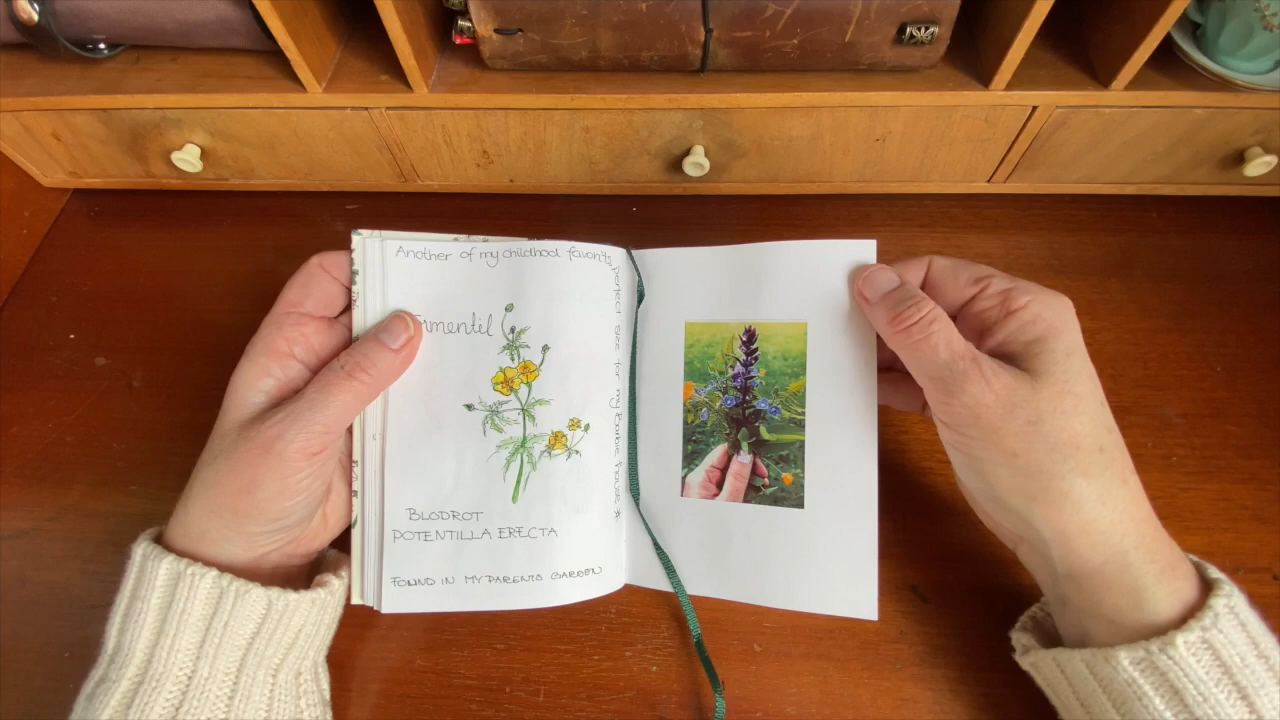 Another of my childhood favorits,
perfect size for my barbie house *
rmentil
BLODROT
POTENTILLA ERECTA
FOUND IN MY PARENTS GARDEN